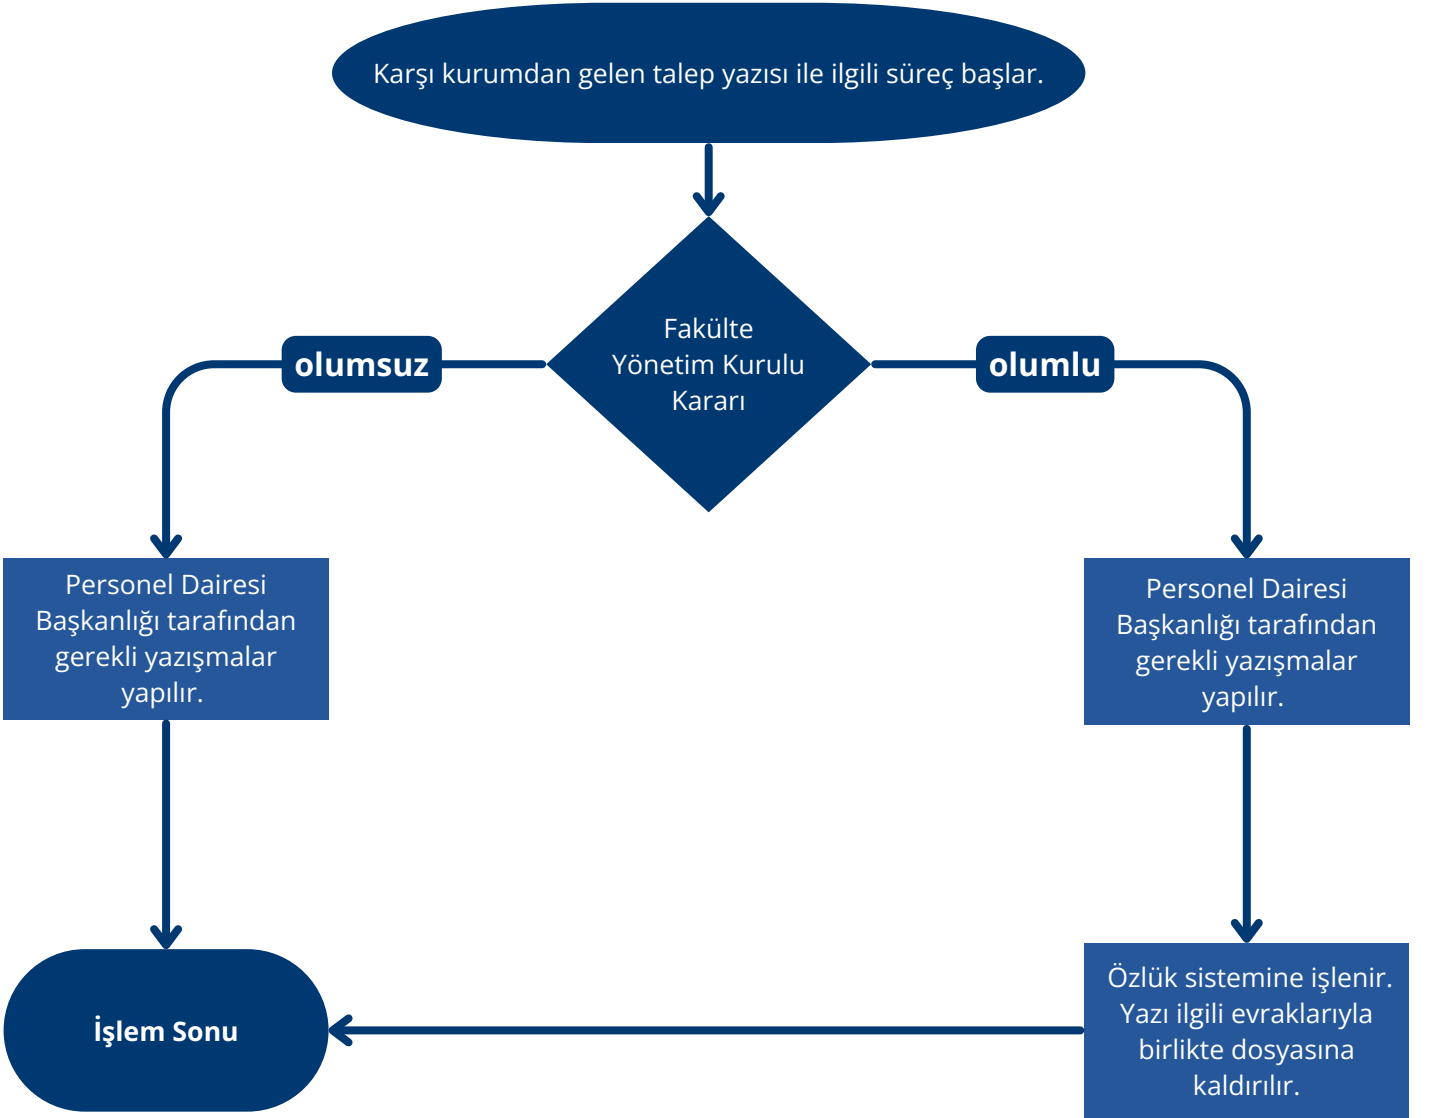 Karşı kurumdan gelen talep yazısı ile ilgili süreç başlar.
Fakülte
Yönetim Kurulu
Kararı
olumsuz
olumlu
Personel Dairesi
Başkanlığı tarafından
gerekli yazışmalar
yapılır.
Personel Dairesi
Başkanlığı tarafından
gerekli yazışmalar
yapılır.
İşlem Sonu
Özlük sistemine işlenir.
Yazı ilgili evraklarıyla
birlikte dosyasına
kaldırılır.